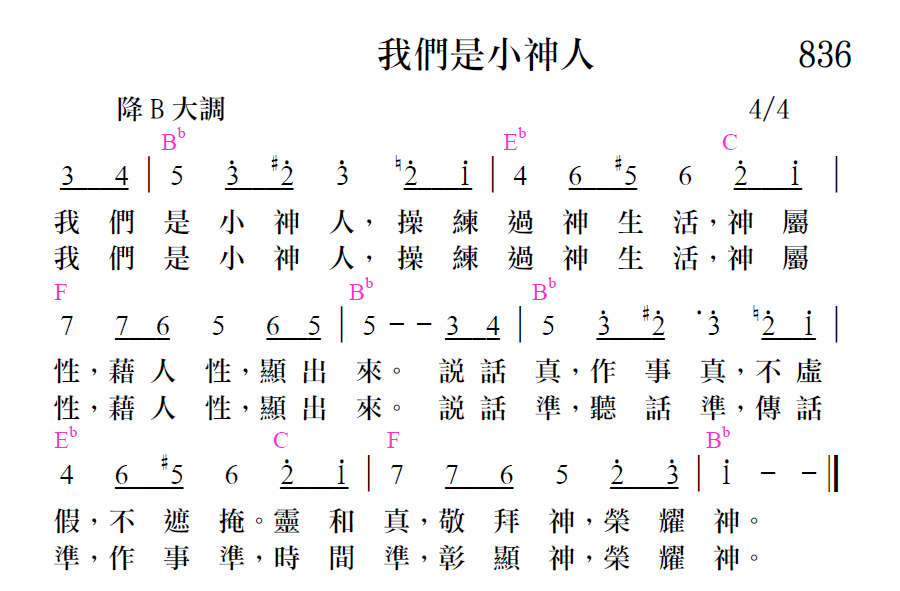 我們是小神人 836
降 B 大調 4/4
B♭ E♭ C
3 4 | 5 3̇ #2̇ 3̇ ♮2̇ 1̇ | 4 6 #5 6 2̇ 1̇ |
我們是小神人，操練過神生活，神屬
我們是小神人，操練過神生活，神屬
F B♭ B♭
7 7 6 5 6 5 | 5 – – 3 4 | 5 3̇ #2̇ ·3̇ ♮2̇ 1̇ |
性，藉人性，顯出來。説話真，作事真，不虛
性，藉人性，顯出來。説話準，聽話準，傳話
E♭ C F B♭
4 6 #5 6 2̇ 1̇ | 7 7 6 5 2̇ 3̇ | 1̇ – – ‖
假，不遮掩。靈和真，敬拜神，榮耀神。
準，作事準，時間準，彰顯神，榮耀神。